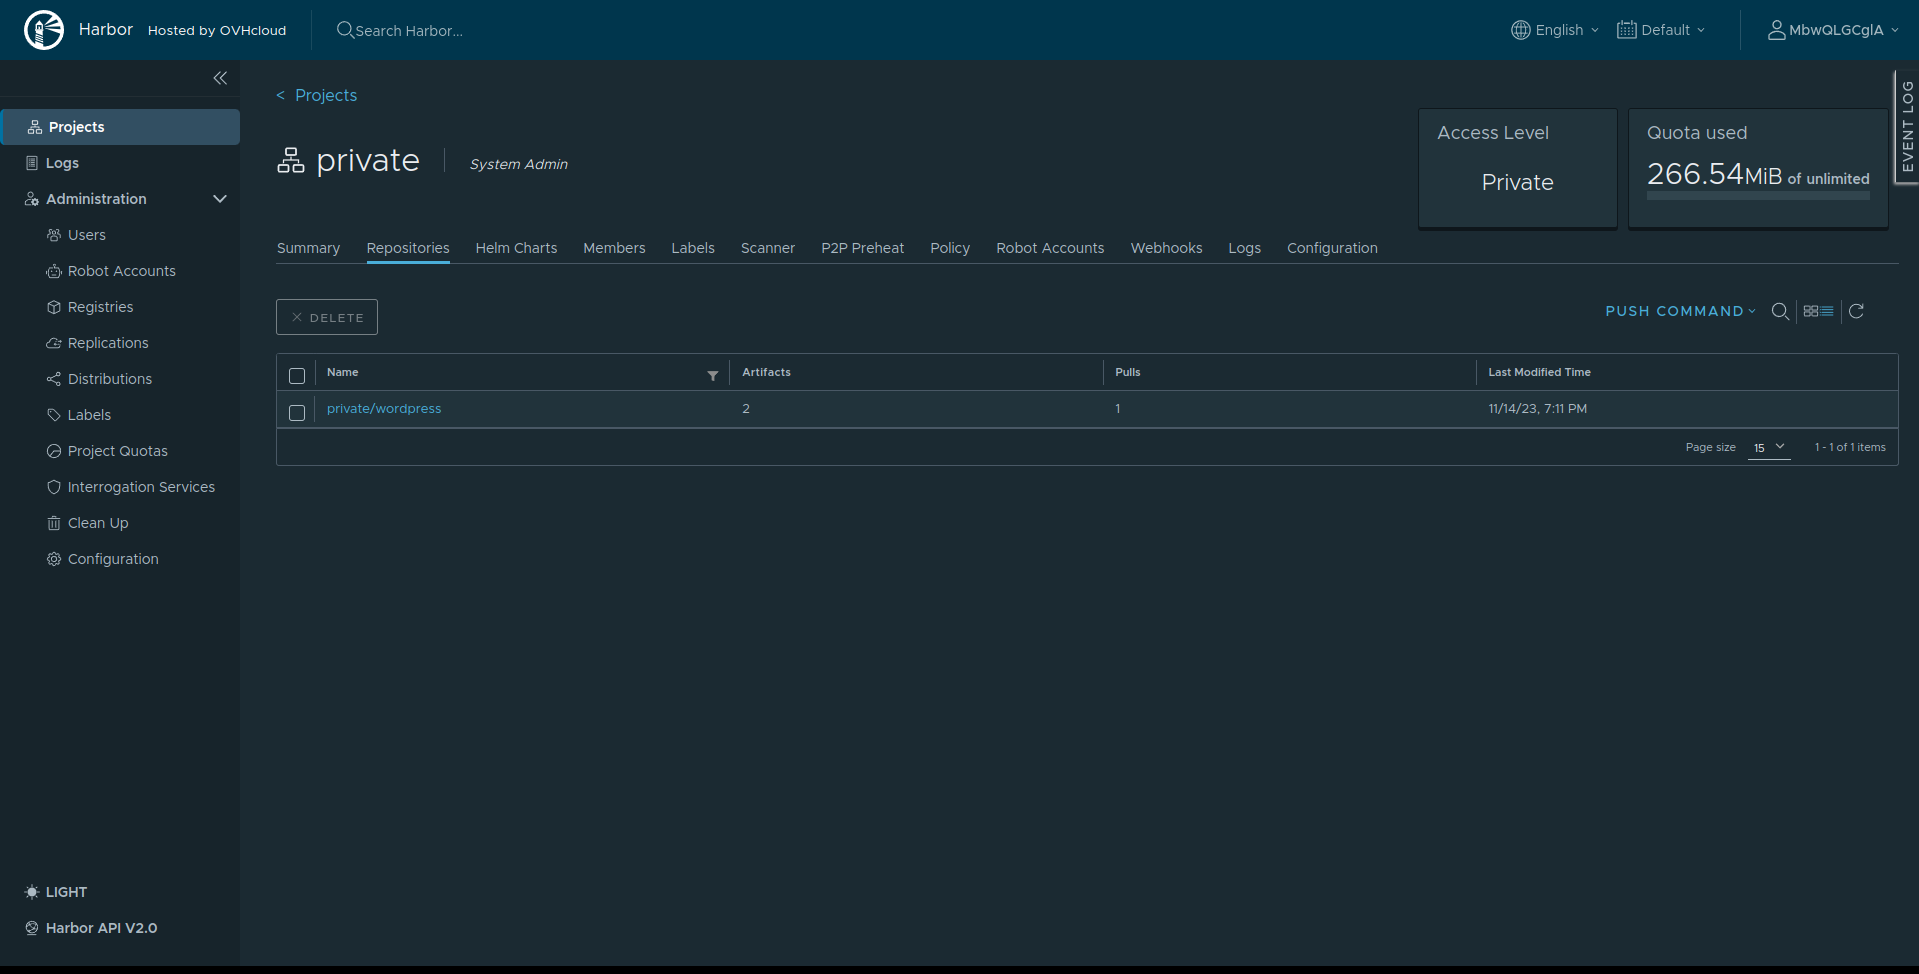 Harbor Hosted by OVHcloud Search Harbor... English Default MbwQLGCglA
EVENT LOG
Projects
Logs
Administration
Users
Robot Accounts
Registries
Replications
Distributions
Labels
Project Quotas
Interrogation Services
Clean Up
Configuration
LIGHT
Harbor API V2.0
< Projects
private System Admin
Access Level
Private
Quota used
266.54MiB of unlimited
Summary Repositories Helm Charts Members Labels Scanner P2P Preheat Policy Robot Accounts Webhooks Logs Configuration
DELETE PUSH COMMAND
Name Artifacts Pulls Last Modified Time
private/wordpress 2 1 11/14/23, 7:11 PM
Page size 15 1 - 1 of 1 items